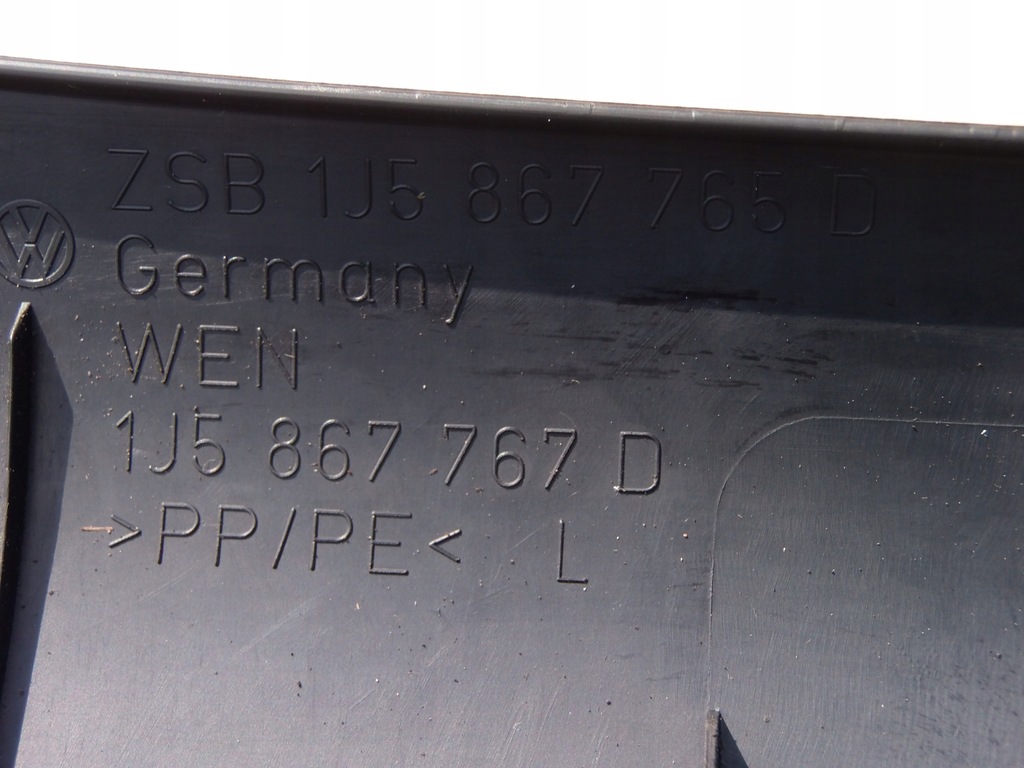 ZSB 1J5 867 765 D
Germany
WEN
1J5 867 767 D
>PP/PE< L